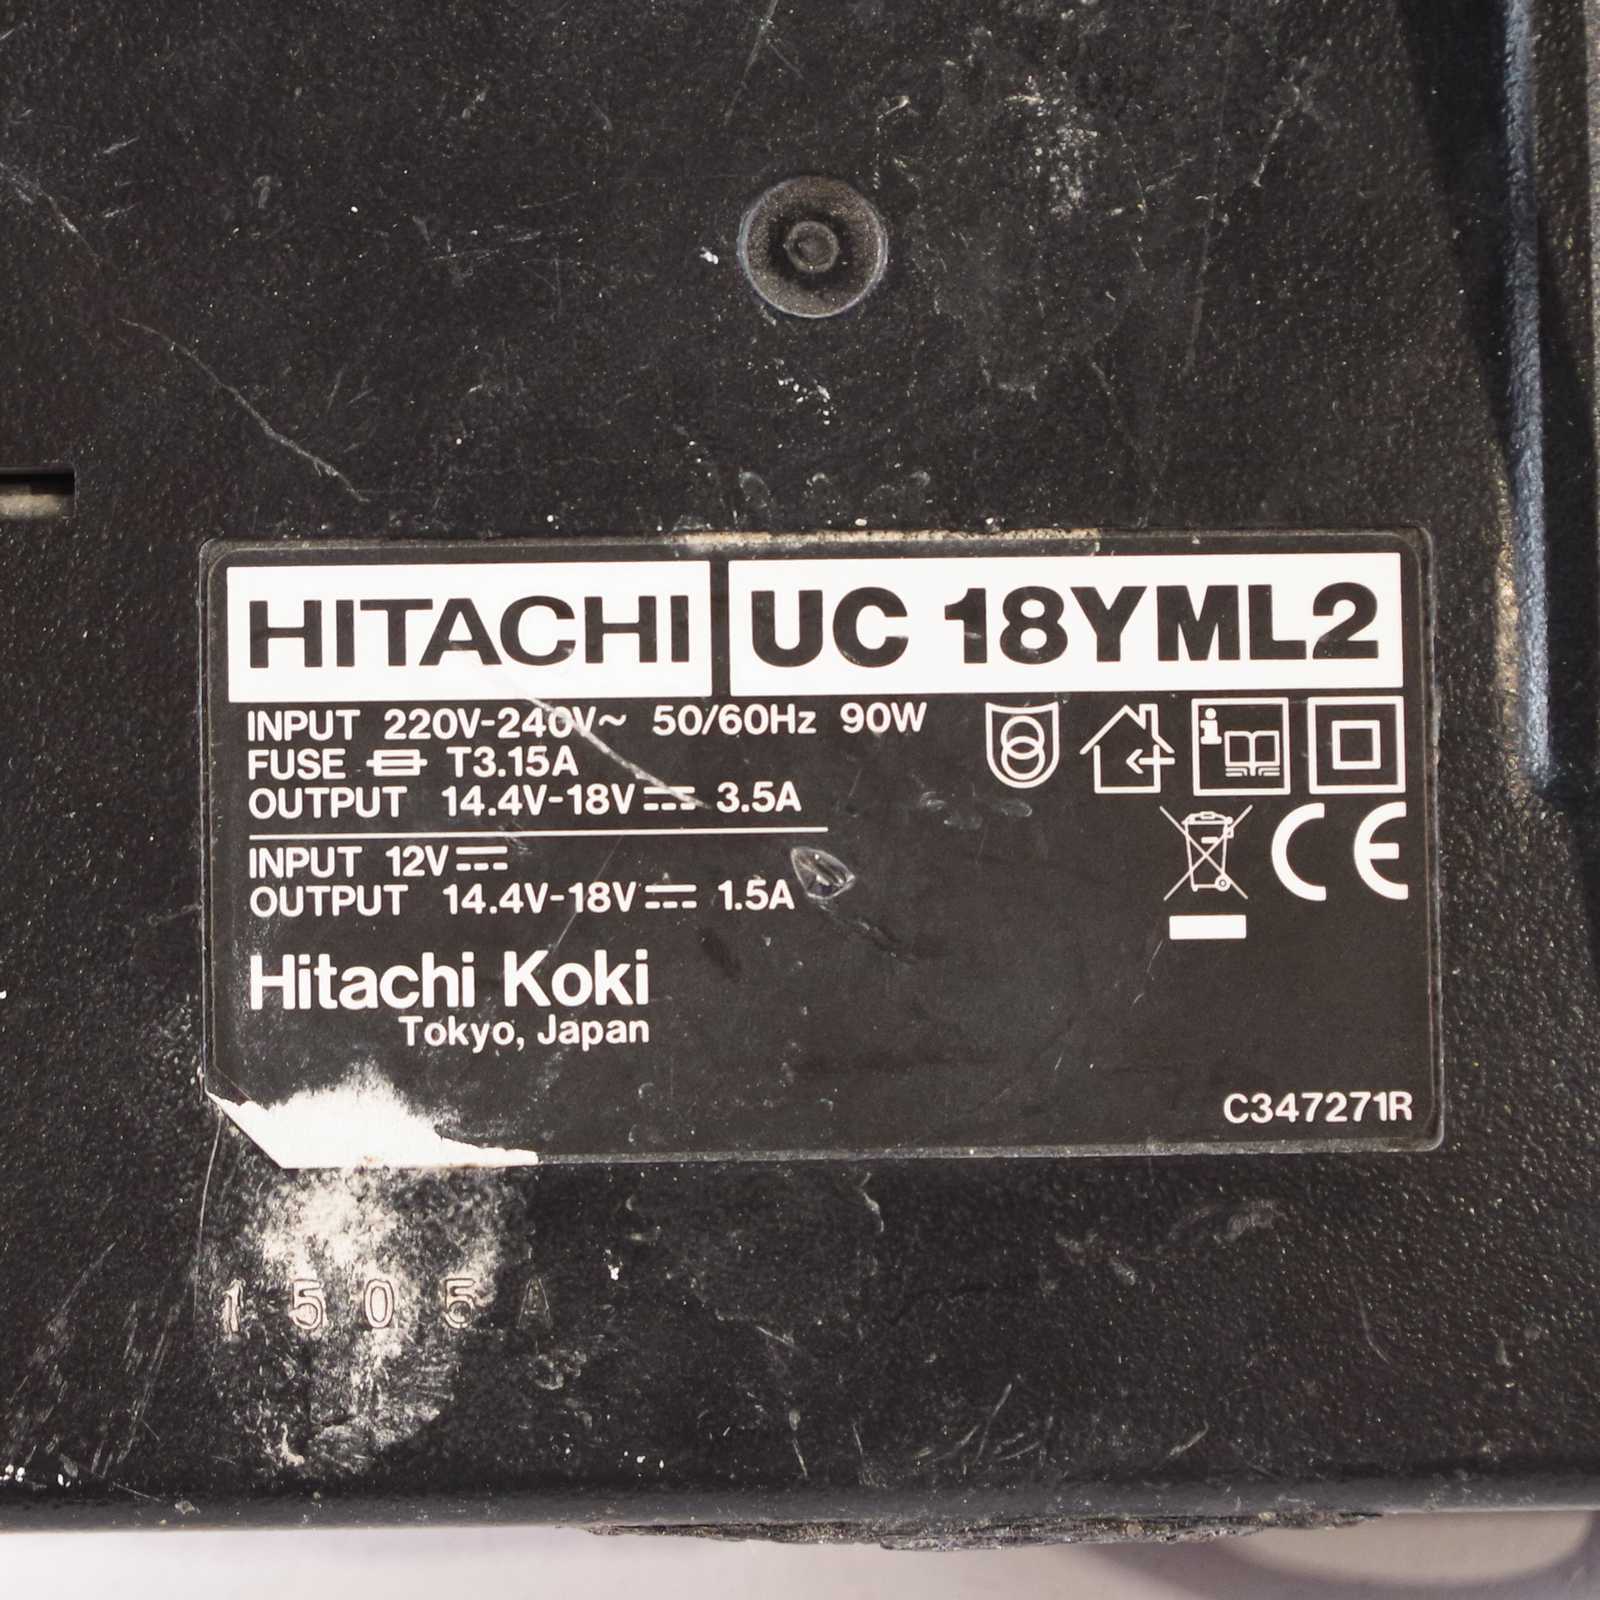 HITACHI UC 18YML2
INPUT 220V-240V~ 50/60Hz 90W
FUSE T3.15A
OUTPUT 14.4V-18V⎓ 3.5A
INPUT 12V⎓
OUTPUT 14.4V-18V⎓ 1.5A
CE
Hitachi Koki
Tokyo, Japan
C347271R
1505A